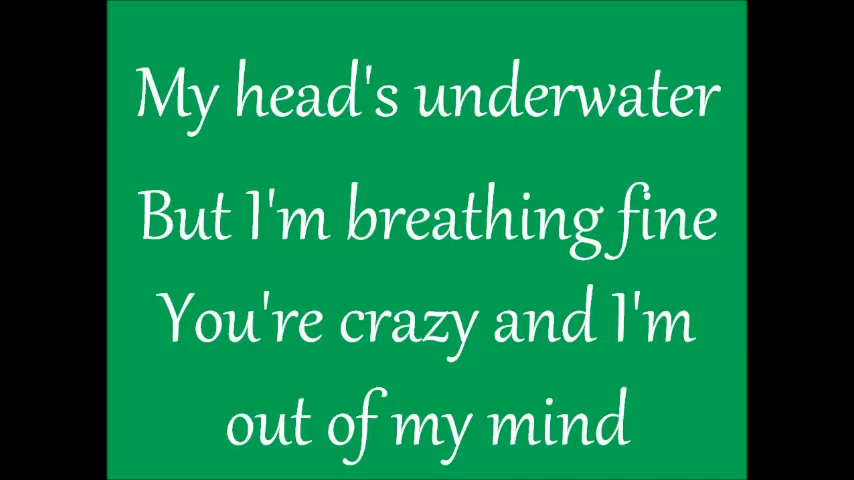 My head's underwater
But I'm breathing fine
You're crazy and I'm
out of my mind